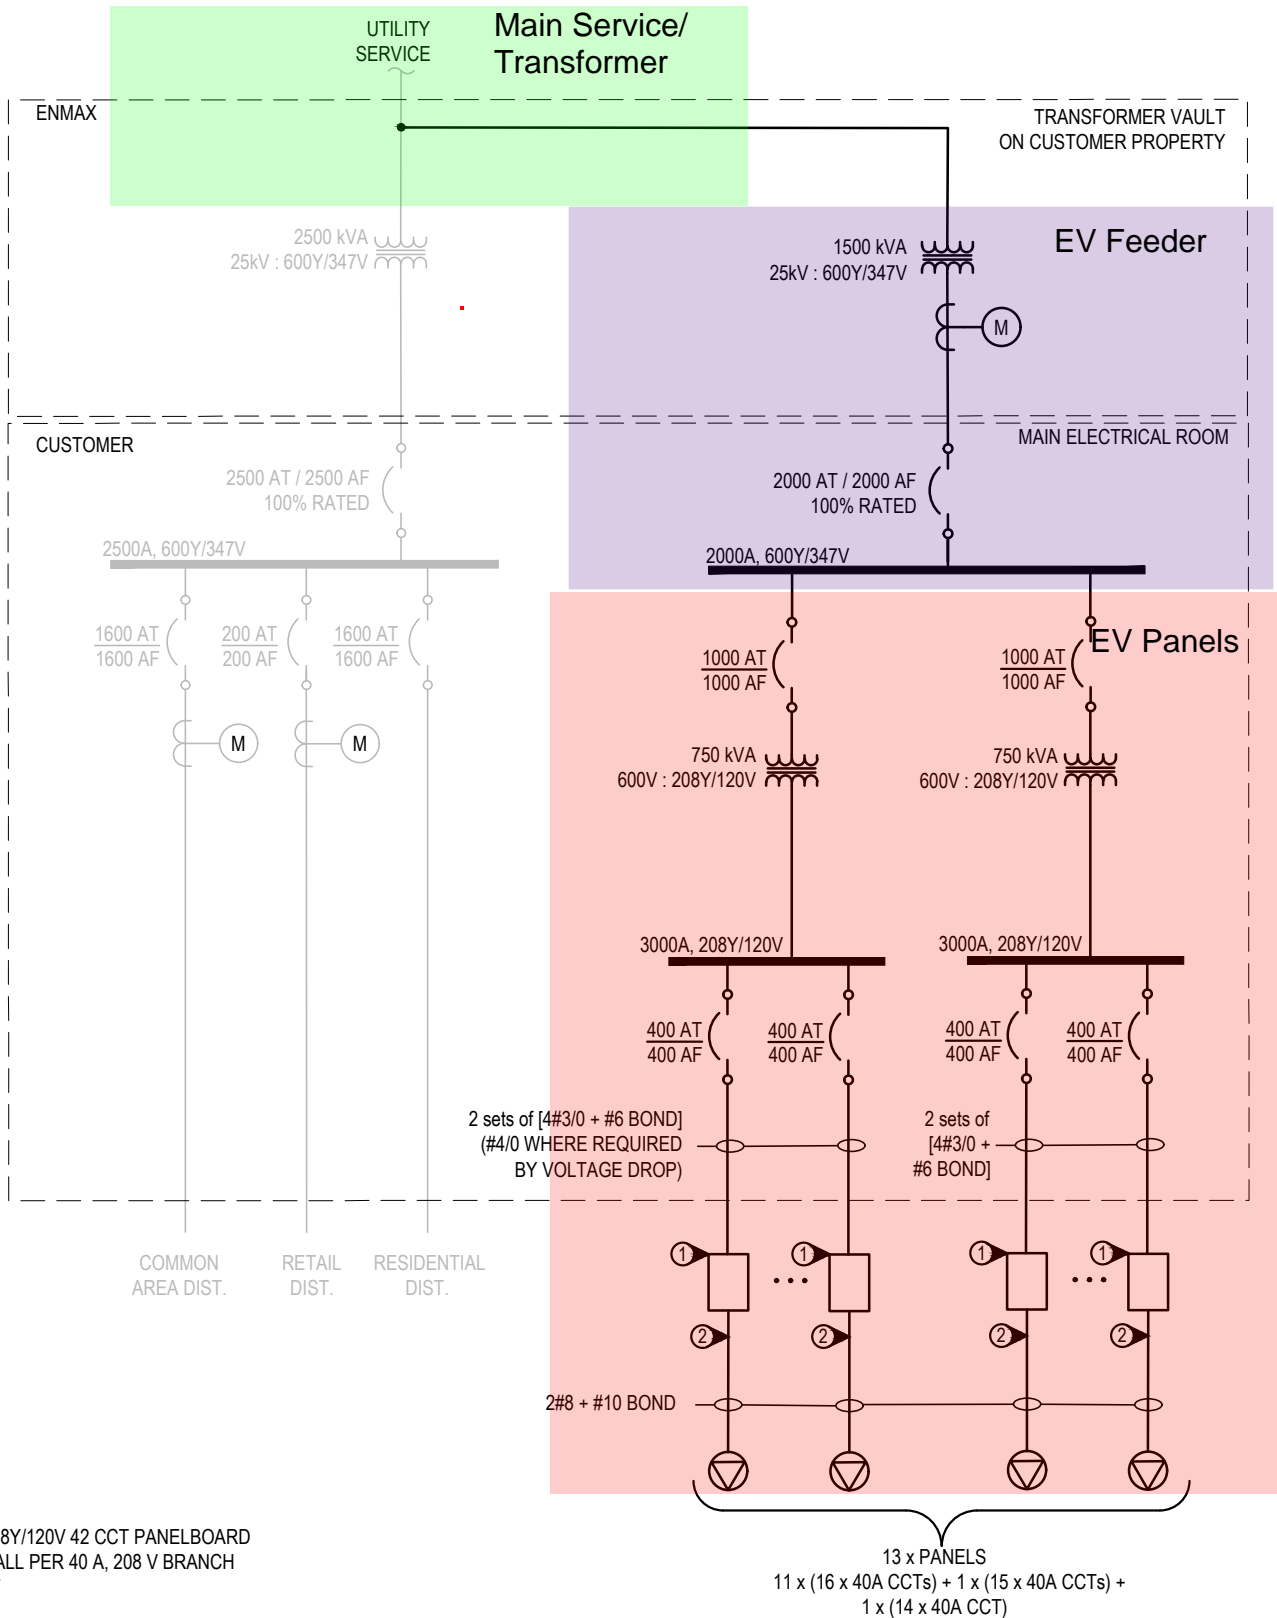 UTILITY
SERVICE
Main Service/
Transformer
ENMAX
TRANSFORMER VAULT
ON CUSTOMER PROPERTY
2500 kVA
25kV : 600Y/347V
1500 kVA
25kV : 600Y/347V
EV Feeder
M
CUSTOMER
MAIN ELECTRICAL ROOM
2500 AT / 2500 AF
100% RATED
2000 AT / 2000 AF
100% RATED
2500A, 600Y/347V
2000A, 600Y/347V
1600 AT
1600 AF
200 AT
200 AF
1600 AT
1600 AF
1000 AT
1000 AF
1000 AT
1000 AF
EV Panels
M
M
750 kVA
600V : 208Y/120V
750 kVA
600V : 208Y/120V
3000A, 208Y/120V
3000A, 208Y/120V
400 AT
400 AF
400 AT
400 AF
400 AT
400 AF
400 AT
400 AF
2 sets of [4#3/0 + #6 BOND]
(#4/0 WHERE REQUIRED
BY VOLTAGE DROP)
2 sets of
[4#3/0 +
#6 BOND]
COMMON
AREA DIST.
RETAIL
DIST.
RESIDENTIAL
DIST.
1
1
1
1
2
2
2
2
2#8 + #10 BOND
8Y/120V 42 CCT PANELBOARD
ALL PER 40 A, 208 V BRANCH
13 x PANELS
11 x (16 x 40A CCTs) + 1 x (15 x 40A CCTs) +
1 x (14 x 40A CCT)